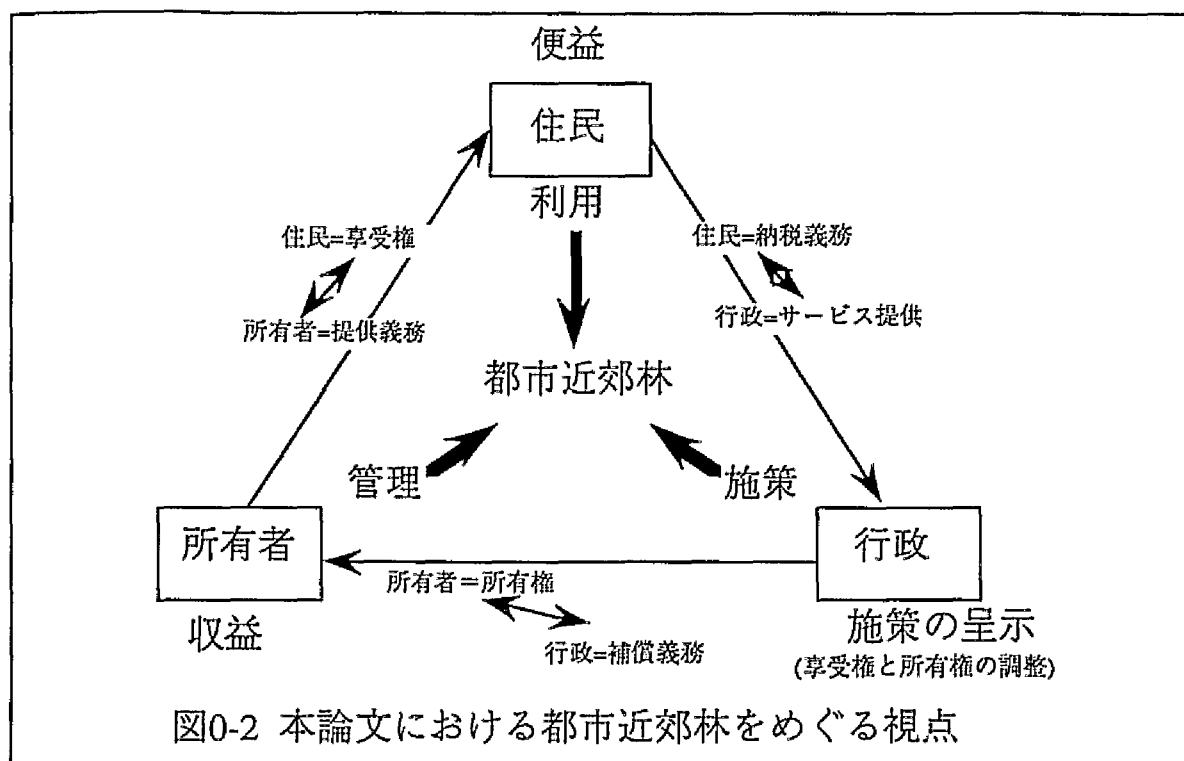 便益
住民
利用
住民=享受権
住民=納税義務
所有者=提供義務
行政=サービス提供
都市近郊林
管理
施策
所有者
行政
所有者＝所有権
収益
行政=補償義務
施策の呈示
(享受権と所有権の調整)
図0-2 本論文における都市近郊林をめぐる視点